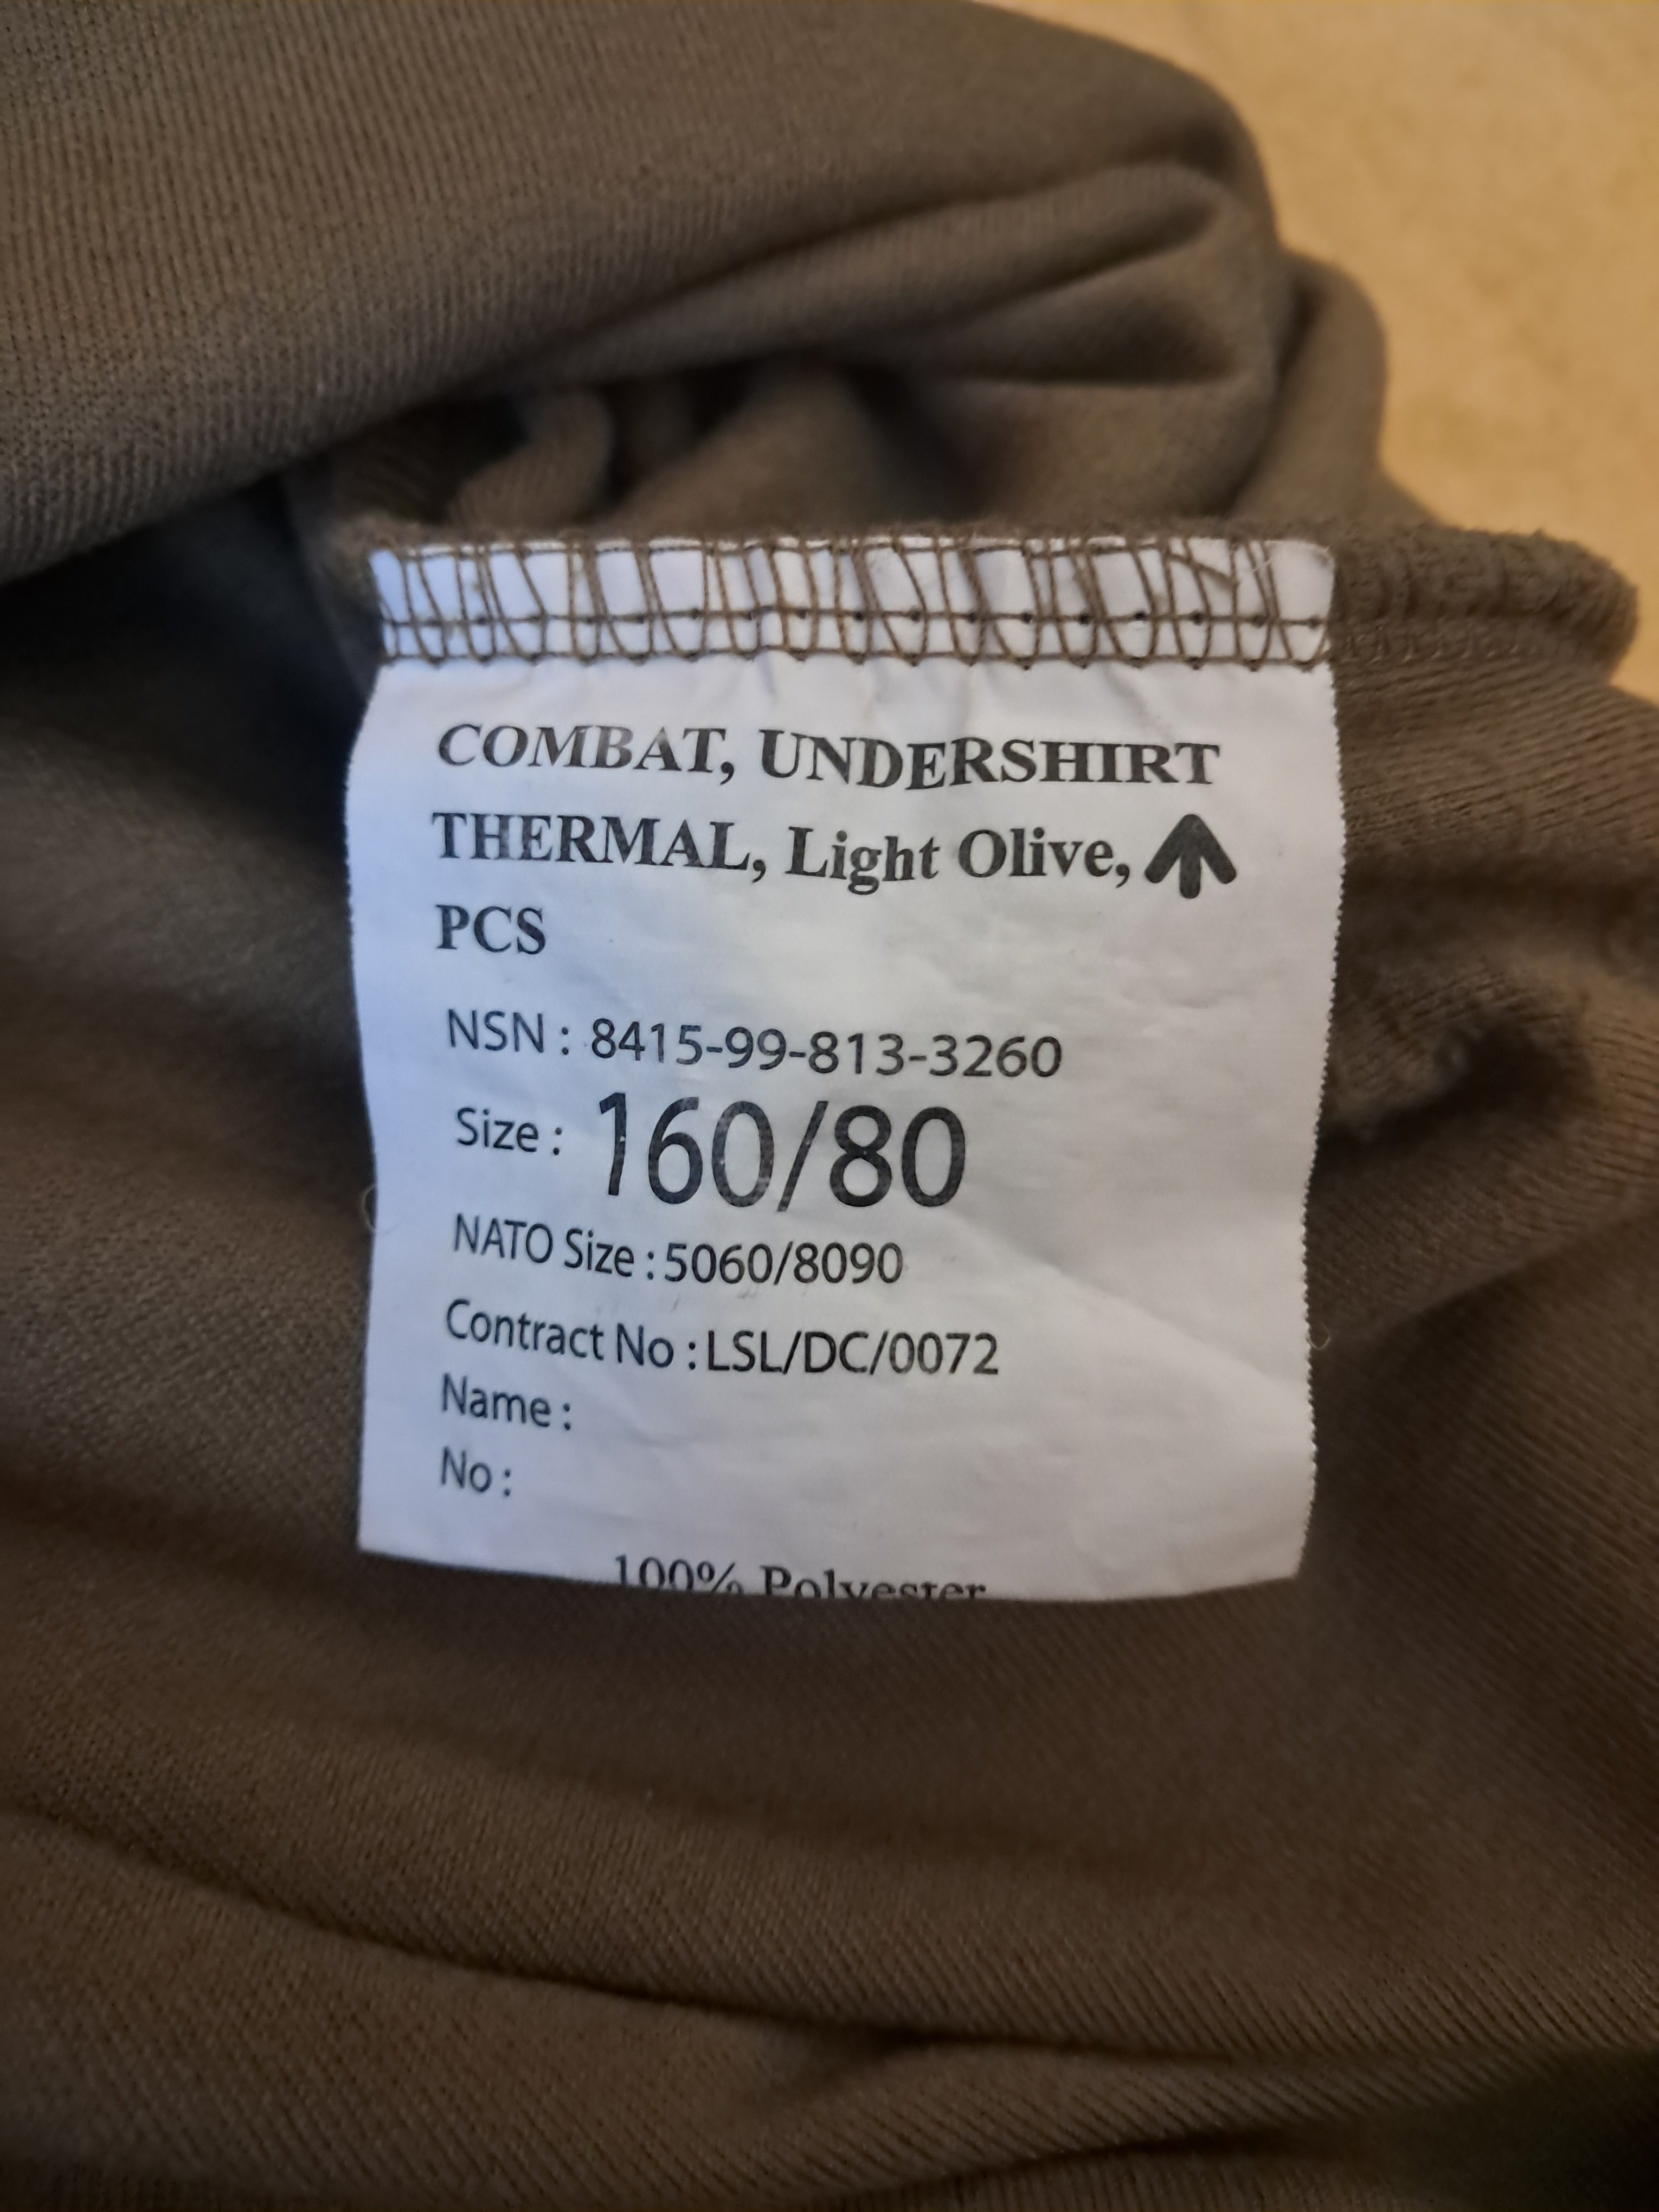 COMBAT, UNDERSHIRT
THERMAL, Light Olive,
PCS
NSN : 8415-99-813-3260
Size : 160/80
NATO Size : 5060/8090
Contract No : LSL/DC/0072
Name :
No :
100% Polyester